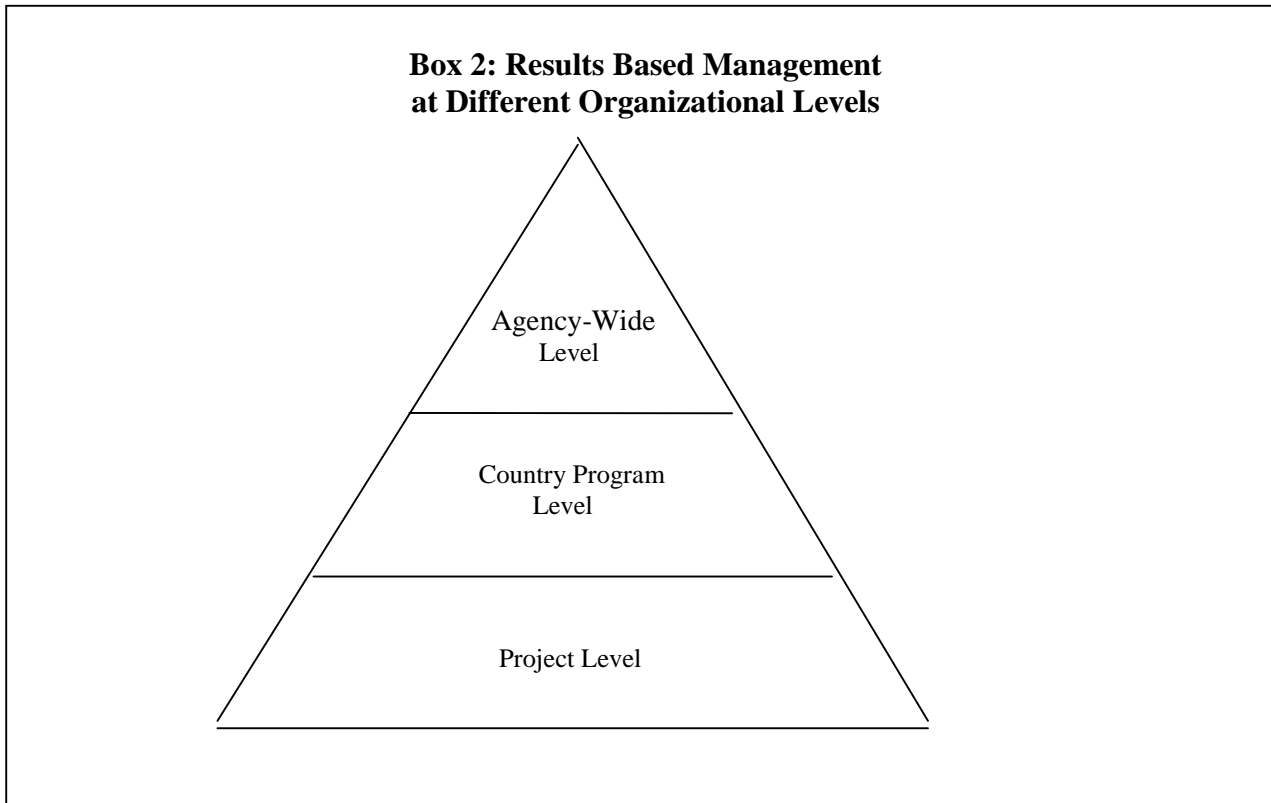 Box 2: Results Based Management
at Different Organizational Levels
Agency-Wide
Level
Country Program
Level
Project Level